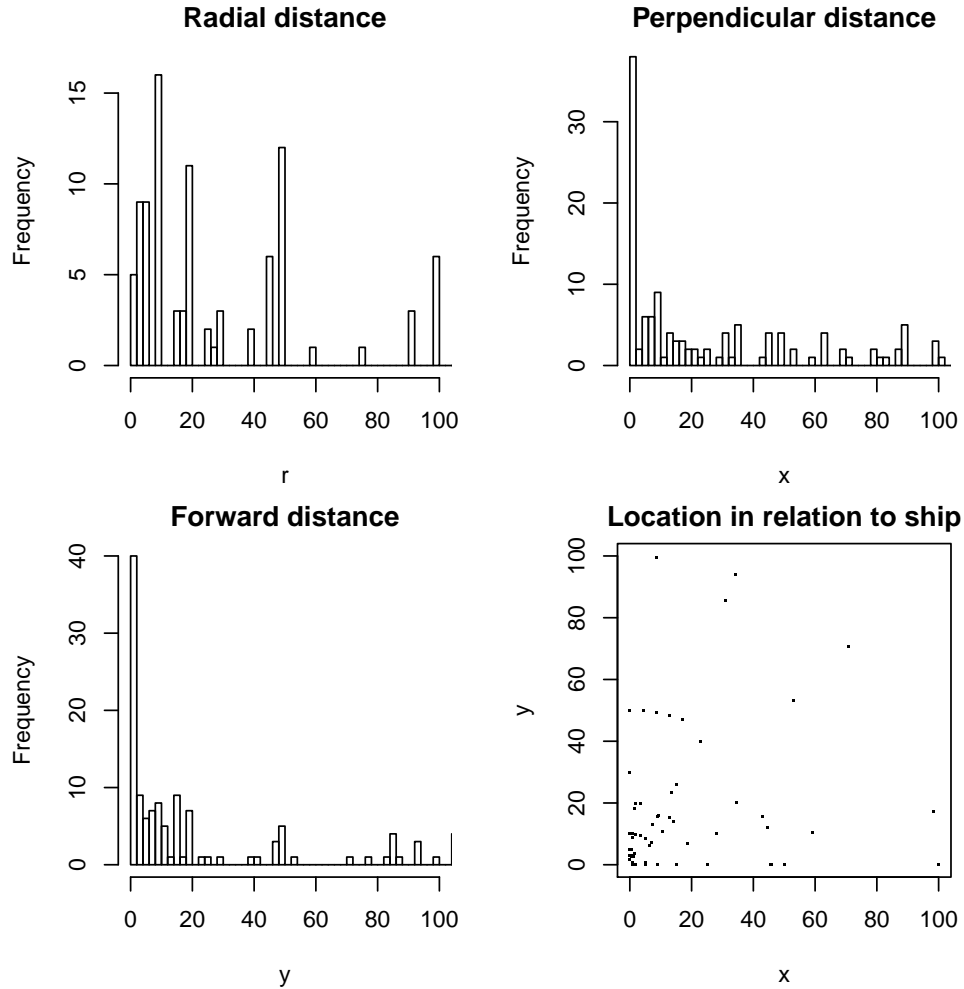 Radial distance
Frequency
0 5 10 15
0 20 40 60 80 100
r
Perpendicular distance
Frequency
0 10 20 30
0 20 40 60 80 100
x
Forward distance
Frequency
0 10 20 30 40
0 20 40 60 80 100
y
Location in relation to ship
y
0 20 40 60 80 100
0 20 40 60 80 100
x